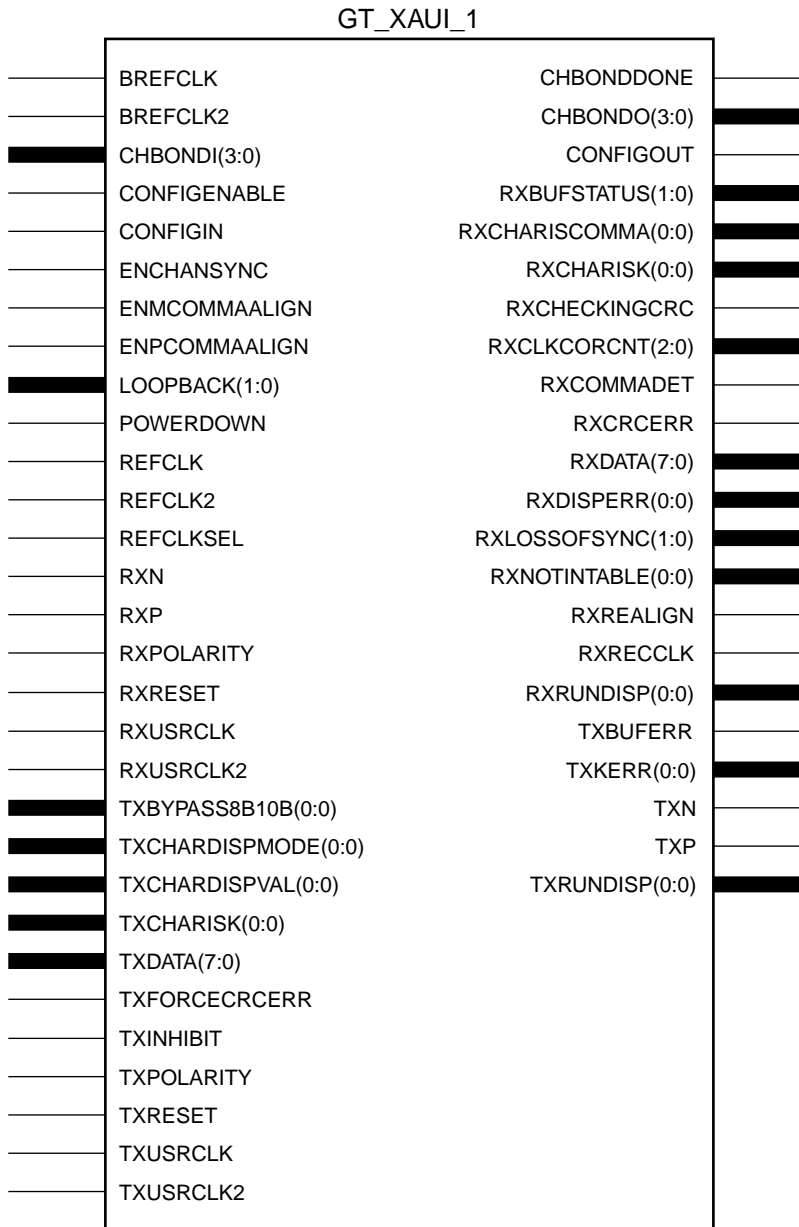 GT_XAUI_1
BREFCLK CHBONDDONE
BREFCLK2 CHBONDO(3:0)
CHBONDI(3:0) CONFIGOUT
CONFIGENABLE RXBUFSTATUS(1:0)
CONFIGIN RXCHARISCOMMA(0:0)
ENCHANSYNC RXCHARISK(0:0)
ENMCOMMAALIGN RXCHECKINGCRC
ENPCOMMAALIGN RXCLKCORCNT(2:0)
LOOPBACK(1:0) RXCOMMADET
POWERDOWN RXCRCERR
REFCLK RXDATA(7:0)
REFCLK2 RXDISPERR(0:0)
REFCLKSEL RXLOSSOFSYNC(1:0)
RXN RXNOTINTABLE(0:0)
RXP RXREALIGN
RXPOLARITY RXRECCLK
RXRESET RXRUNDISP(0:0)
RXUSRCLK TXBUFERR
RXUSRCLK2 TXKERR(0:0)
TXBYPASS8B10B(0:0) TXN
TXCHARDISPMODE(0:0) TXP
TXCHARDISPVAL(0:0) TXRUNDISP(0:0)
TXCHARISK(0:0)
TXDATA(7:0)
TXFORCECRCERR
TXINHIBIT
TXPOLARITY
TXRESET
TXUSRCLK
TXUSRCLK2